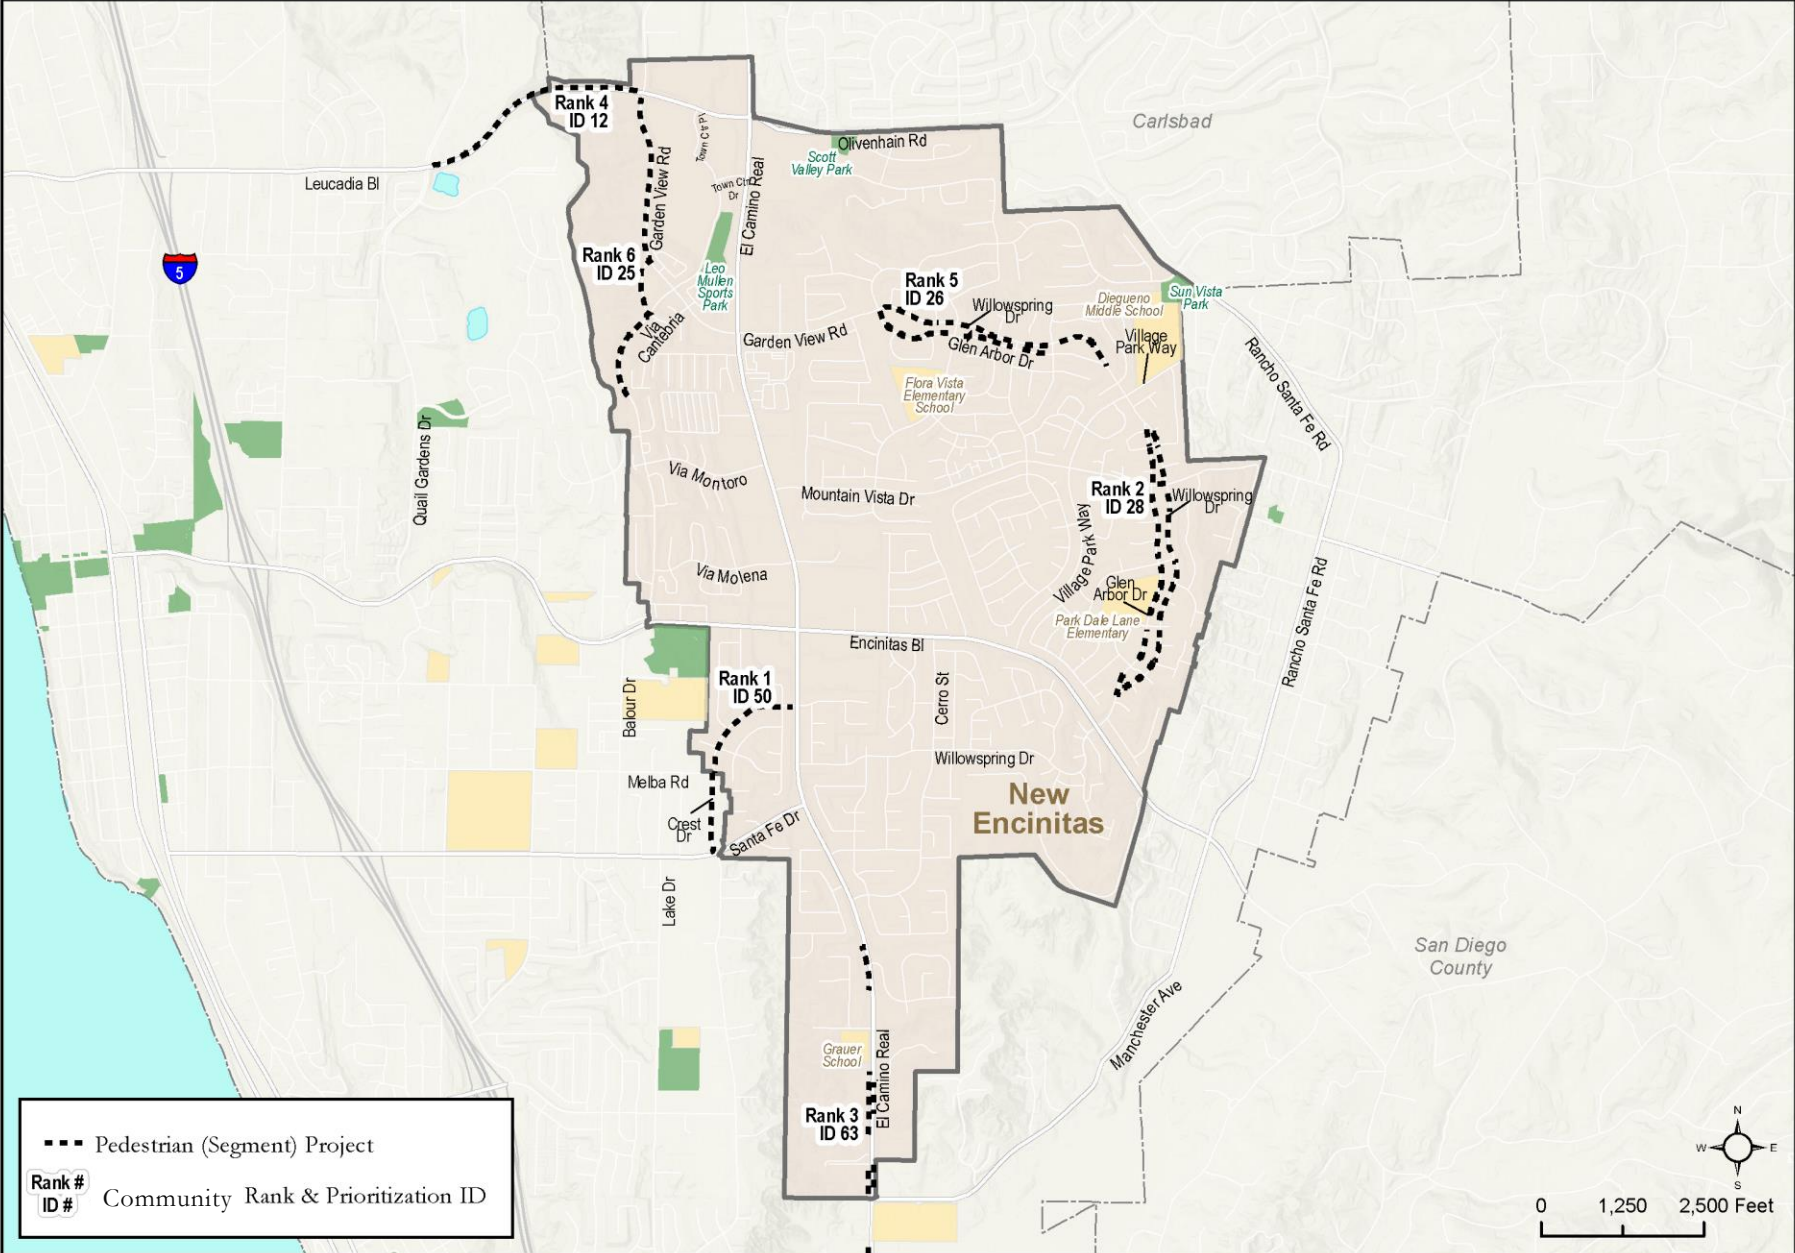 Carlsbad
Rank 4
ID 12
Town Ctr Pl
Olivenhain Rd
Scott
Valley Park
Leucadia Bl
Garden View Rd
Town Ctr
Dr
El Camino Real
5
Rank 6
ID 25
Leo
Mullen
Sports
Park
Rank 5
ID 26
Willowspring
Dr
Diegueno
Middle School
Sun Vista
Park
Via
Cantebria
Garden View Rd
Glen Arbor Dr
Village
Park Way
Rancho Santa Fe Rd
Flora Vista
Elementary
School
Quail Gardens Dr
Via Montoro
Mountain Vista Dr
Rank 2
ID 28
Willowspring
Dr
Village Park Way
Via Molena
Glen
Arbor Dr
Park Dale Lane
Elementary
Rancho Santa Fe Rd
Encinitas Bl
Rank 1
ID 50
Balour Dr
Cerro St
Willowspring Dr
Melba Rd
New
Encinitas
Crest
Dr
Santa Fe Dr
Lake Dr
San Diego
County
Manchester Ave
Grauer
School
El Camino Real
Rank 3
ID 63
Pedestrian (Segment) Project
Rank #
ID #
Community Rank & Prioritization ID
N
W E
S
0 1,250 2,500 Feet